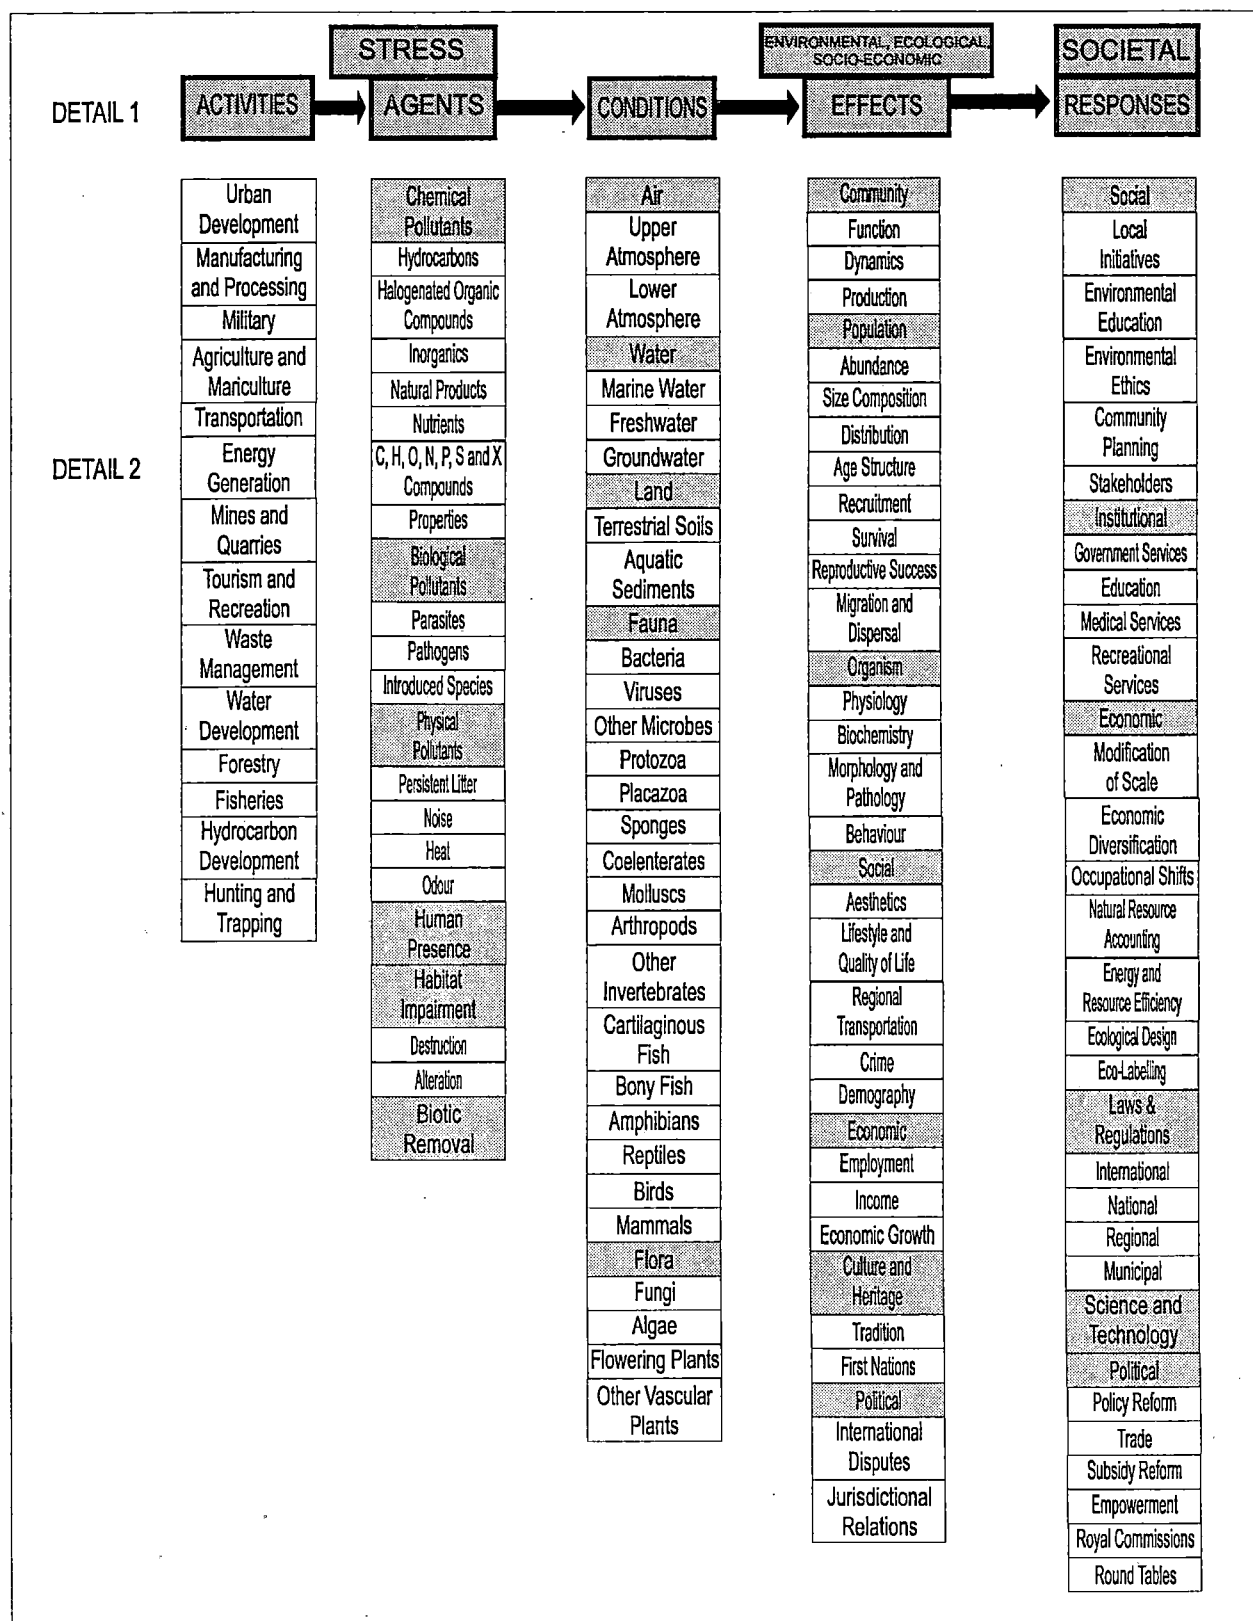 STRESS
ENVIRONMENTAL, ECOLOGICAL,
SOCIO-ECONOMIC
SOCIETAL
DETAIL 1
ACTIVITIES
AGENTS
CONDITIONS
EFFECTS
RESPONSES
DETAIL 2
Urban
Development
Manufacturing
and Processing
Military
Agriculture and
Mariculture
Transportation
Energy
Generation
Mines and
Quarries
Tourism and
Recreation
Waste
Management
Water
Development
Forestry
Fisheries
Hydrocarbon
Development
Hunting and
Trapping
Chemical
Pollutants
Hydrocarbons
Halogenated Organic
Compounds
Inorganics
Natural Products
Nutrients
C, H, O, N, P, S and X
Compounds
Properties
Biological
Pollutants
Parasites
Pathogens
Introduced Species
Physical
Pollutants
Persistent Litter
Noise
Heat
Odour
Human
Presence
Habitat
Impairment
Destruction
Alteration
Biotic
Removal
Air
Upper
Atmosphere
Lower
Atmosphere
Water
Marine Water
Freshwater
Groundwater
Land
Terrestrial Soils
Aquatic
Sediments
Fauna
Bacteria
Viruses
Other Microbes
Protozoa
Placazoa
Sponges
Coelenterates
Molluscs
Arthropods
Other
Invertebrates
Cartilaginous
Fish
Bony Fish
Amphibians
Reptiles
Birds
Mammals
Flora
Fungi
Algae
Flowering Plants
Other Vascular
Plants
Community
Function
Dynamics
Production
Population
Abundance
Size Composition
Distribution
Age Structure
Recruitment
Survival
Reproductive Success
Migration and
Dispersal
Organism
Physiology
Biochemistry
Morphology and
Pathology
Behaviour
Social
Aesthetics
Lifestyle and
Quality of Life
Regional
Transportation
Crime
Demography
Economic
Employment
Income
Economic Growth
Culture and
Heritage
Tradition
First Nations
Political
International
Disputes
Jurisdictional
Relations
Social
Local
Initiatives
Environmental
Education
Environmental
Ethics
Community
Planning
Stakeholders
Institutional
Government Services
Education
Medical Services
Recreational
Services
Economic
Modification
of Scale
Economic
Diversification
Occupational Shifts
Natural Resource
Accounting
Energy and
Resource Efficiency
Ecological Design
Eco-Labelling
Laws &
Regulations
International
National
Regional
Municipal
Science and
Technology
Political
Policy Reform
Trade
Subsidy Reform
Empowerment
Royal Commissions
Round Tables